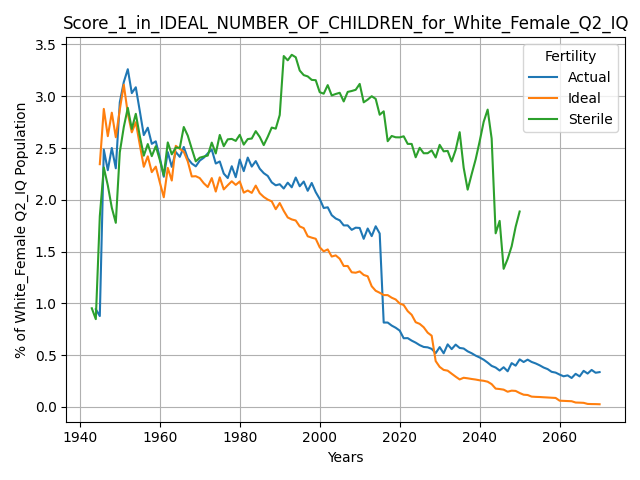 Score_1_in_IDEAL_NUMBER_OF_CHILDREN_for_White_Female_Q2_IQ
Fertility
Actual
Ideal
Sterile
% of White_Female Q2_IQ Population
3.5
3.0
2.5
2.0
1.5
1.0
0.5
0.0
1940 1960 1980 2000 2020 2040 2060
Years